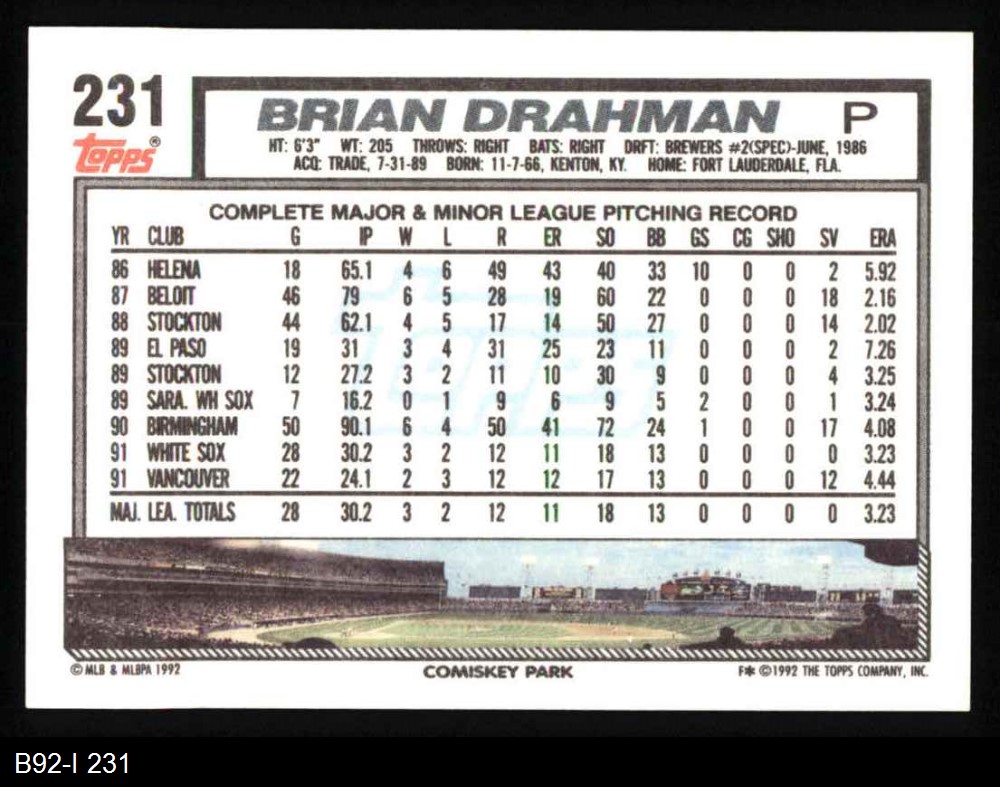 231
Topps®
BRIAN DRAHMAN P
HT: 6'3" WT: 205 THROWS: RIGHT BATS: RIGHT DRFT: BREWERS #2(SPEC)-JUNE, 1986
ACQ: TRADE, 7-31-89 BORN: 11-7-66, KENTON, KY. HOME: FORT LAUDERDALE, FLA.
COMPLETE MAJOR & MINOR LEAGUE PITCHING RECORD
YR CLUB G IP W L R ER SO BB GS CG SHO SV ERA
86 HELENA 18 65.1 4 6 49 43 40 33 10 0 0 2 5.92
87 BELOIT 46 79 6 5 28 19 60 22 0 0 0 18 2.16
88 STOCKTON 44 62.1 4 5 17 14 50 27 0 0 0 14 2.02
89 EL PASO 19 31 3 4 31 25 23 11 0 0 0 2 7.26
89 STOCKTON 12 27.2 3 2 11 10 30 9 0 0 0 4 3.25
89 SARA. WH SOX 7 16.2 0 1 9 6 9 5 2 0 0 1 3.24
90 BIRMINGHAM 50 90.1 6 4 50 41 72 24 1 0 0 17 4.08
91 WHITE SOX 28 30.2 3 2 12 11 18 13 0 0 0 0 3.23
91 VANCOUVER 22 24.1 2 3 12 12 17 13 0 0 0 12 4.44
MAJ. LEA. TOTALS 28 30.2 3 2 12 11 18 13 0 0 0 0 3.23
Topps
© MLB & MLBPA 1992 COMISKEY PARK F✱ ©1992 THE TOPPS COMPANY, INC.
B92-I 231